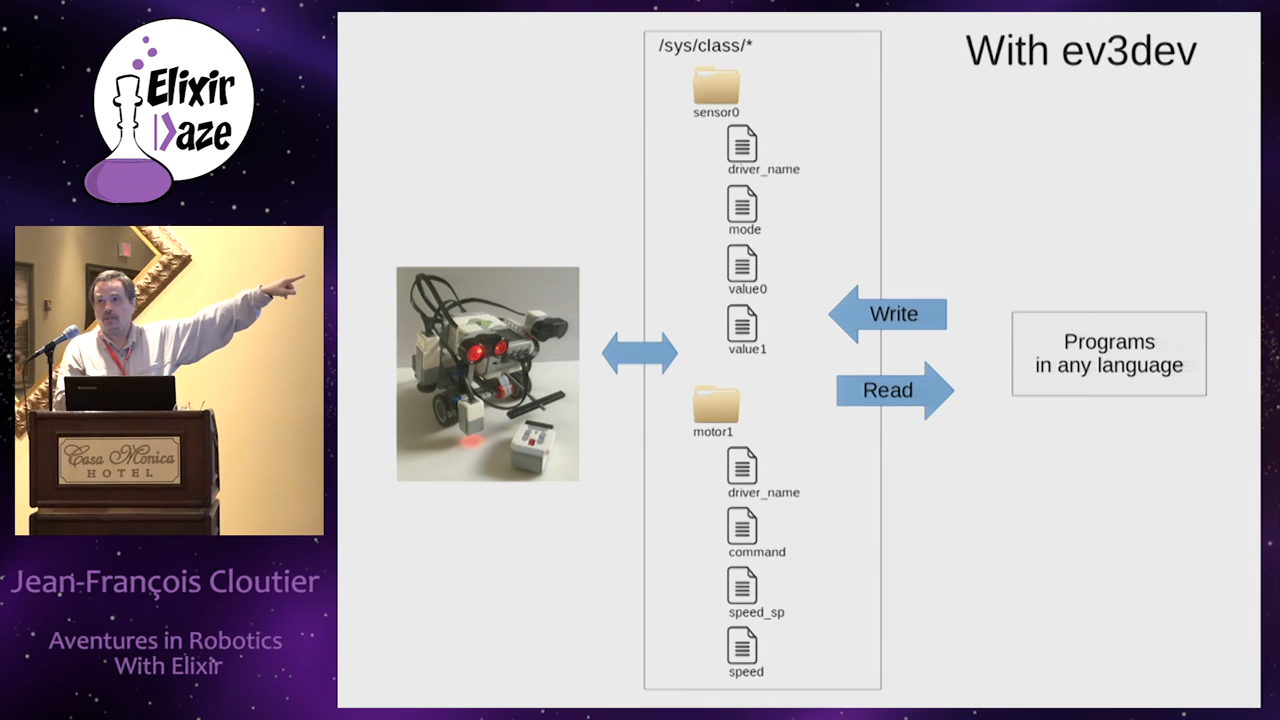 Elixir
Daze
Casa Monica
HOTEL
Jean-François Cloutier
Aventures in Robotics
With Elixir
With ev3dev
/sys/class/*
sensor0
driver_name
mode
value0
value1
motor1
driver_name
command
speed_sp
speed
Write
Read
Programs
in any language